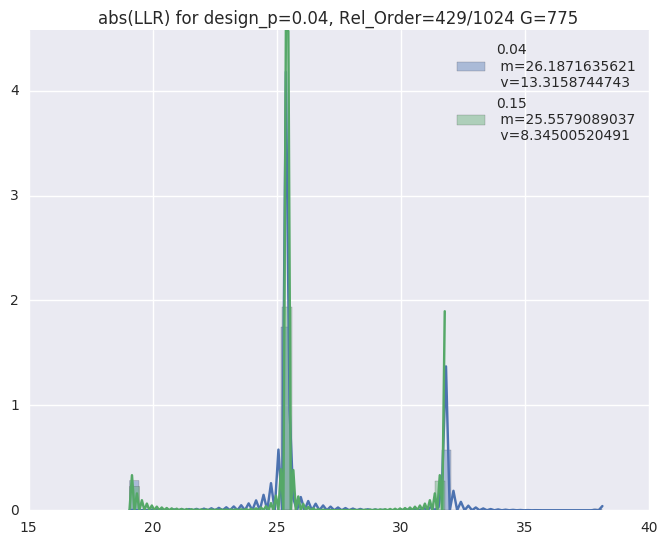 abs(LLR) for design_p=0.04, Rel_Order=429/1024 G=775
0.04
m=26.1871635621
v=13.3158744743
0.15
m=25.5579089037
v=8.34500520491
4
3
2
1
0
15 20 25 30 35 40